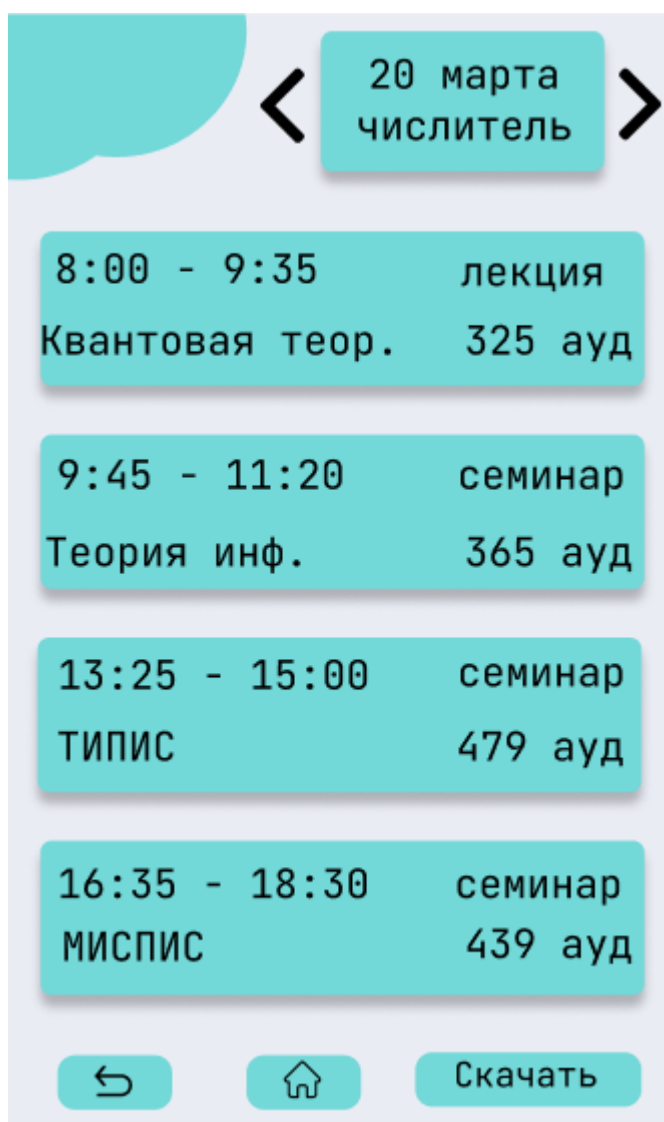 20 марта
числитель
8:00 - 9:35 лекция
Квантовая теор. 325 ауд
9:45 - 11:20 семинар
Теория инф. 365 ауд
13:25 - 15:00 семинар
ТИПИС 479 ауд
16:35 - 18:30 семинар
МИСПИС 439 ауд
Скачать